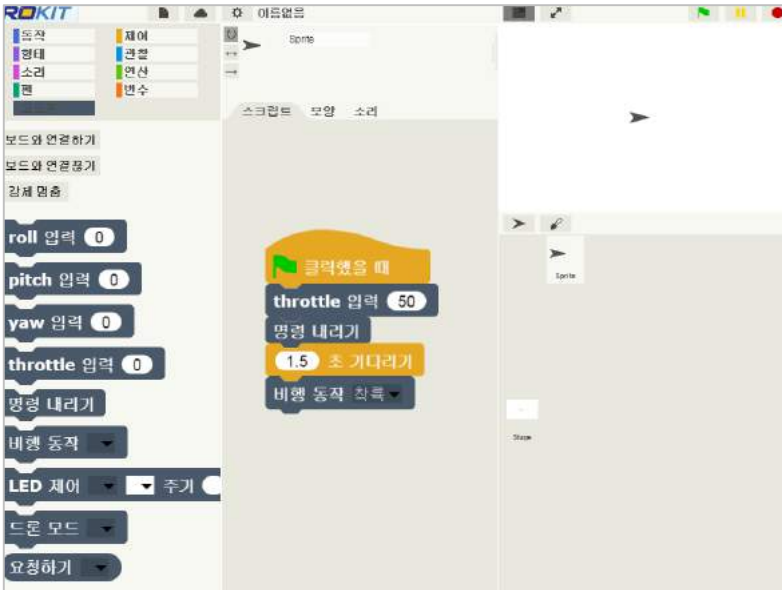 ROKIT
이름없음
동작
제어
형태
관찰
소리
연산
펜
변수
Sprite
스크립트 모양 소리
보드와 연결하기
보드와 연결끊기
강제 멈춤
roll 입력 0
pitch 입력 0
yaw 입력 0
throttle 입력 0
명령 내리기
비행 동작
LED 제어 주기
드론 모드
요청하기
클릭했을 때
throttle 입력 50
명령 내리기
1.5 초 기다리기
비행 동작 착륙
Sprite
Stage